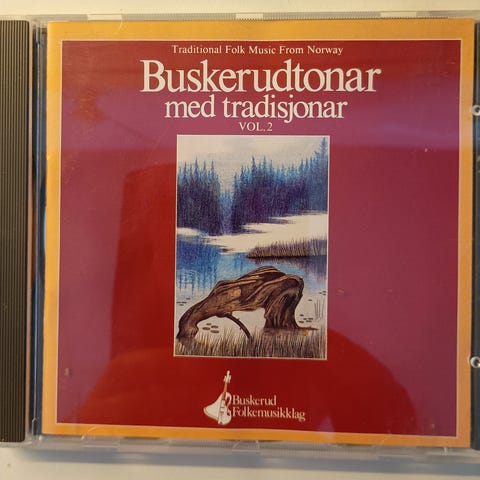 Traditional Folk Music From Norway
Buskerudtonar
med tradisjonar
VOL. 2
Buskerud
Folkemusikklag